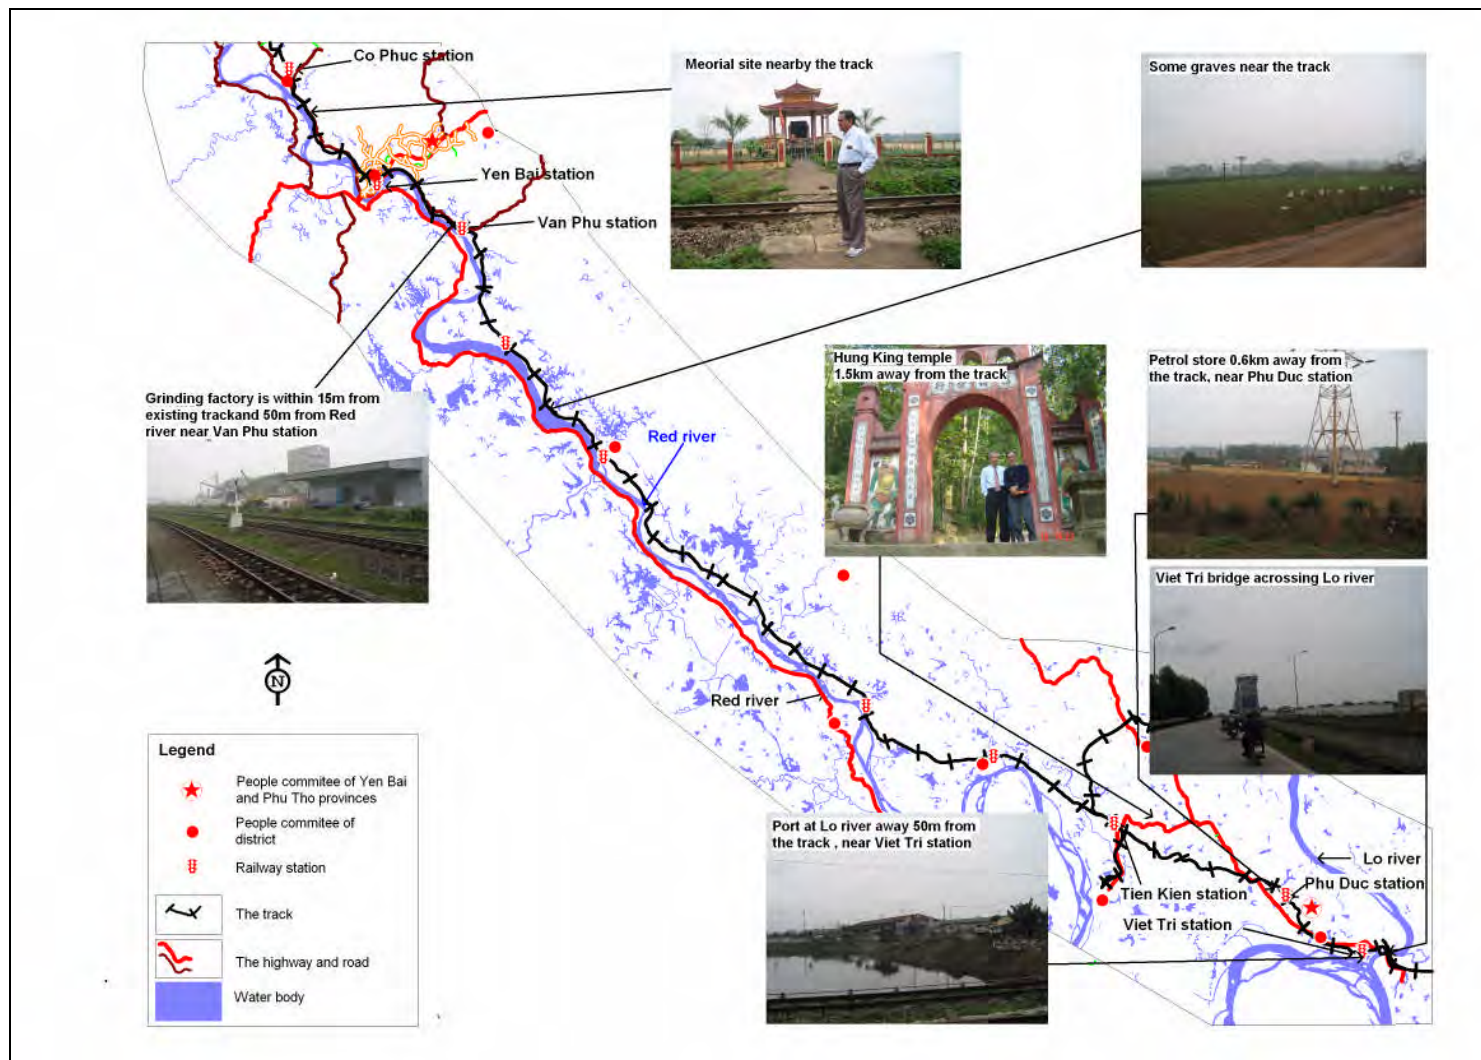 Co Phuc station
Meorial site nearby the track
Some graves near the track
Yen Bai station
Van Phu station
Hung King temple
1.5km away from the track
Petrol store 0.6km away from
the track, near Phu Duc station
Grinding factory is within 15m from
existing trackand 50m from Red
river near Van Phu station
Red river
Viet Tri bridge acrossing Lo river
N
Red river
Legend
People commitee of Yen Bai
and Phu Tho provinces
People commitee of
district
Railway station
The track
The highway and road
Water body
Port at Lo river away 50m from
the track , near Viet Tri station
Lo river
Phu Duc station
Tien Kien station
Viet Tri station